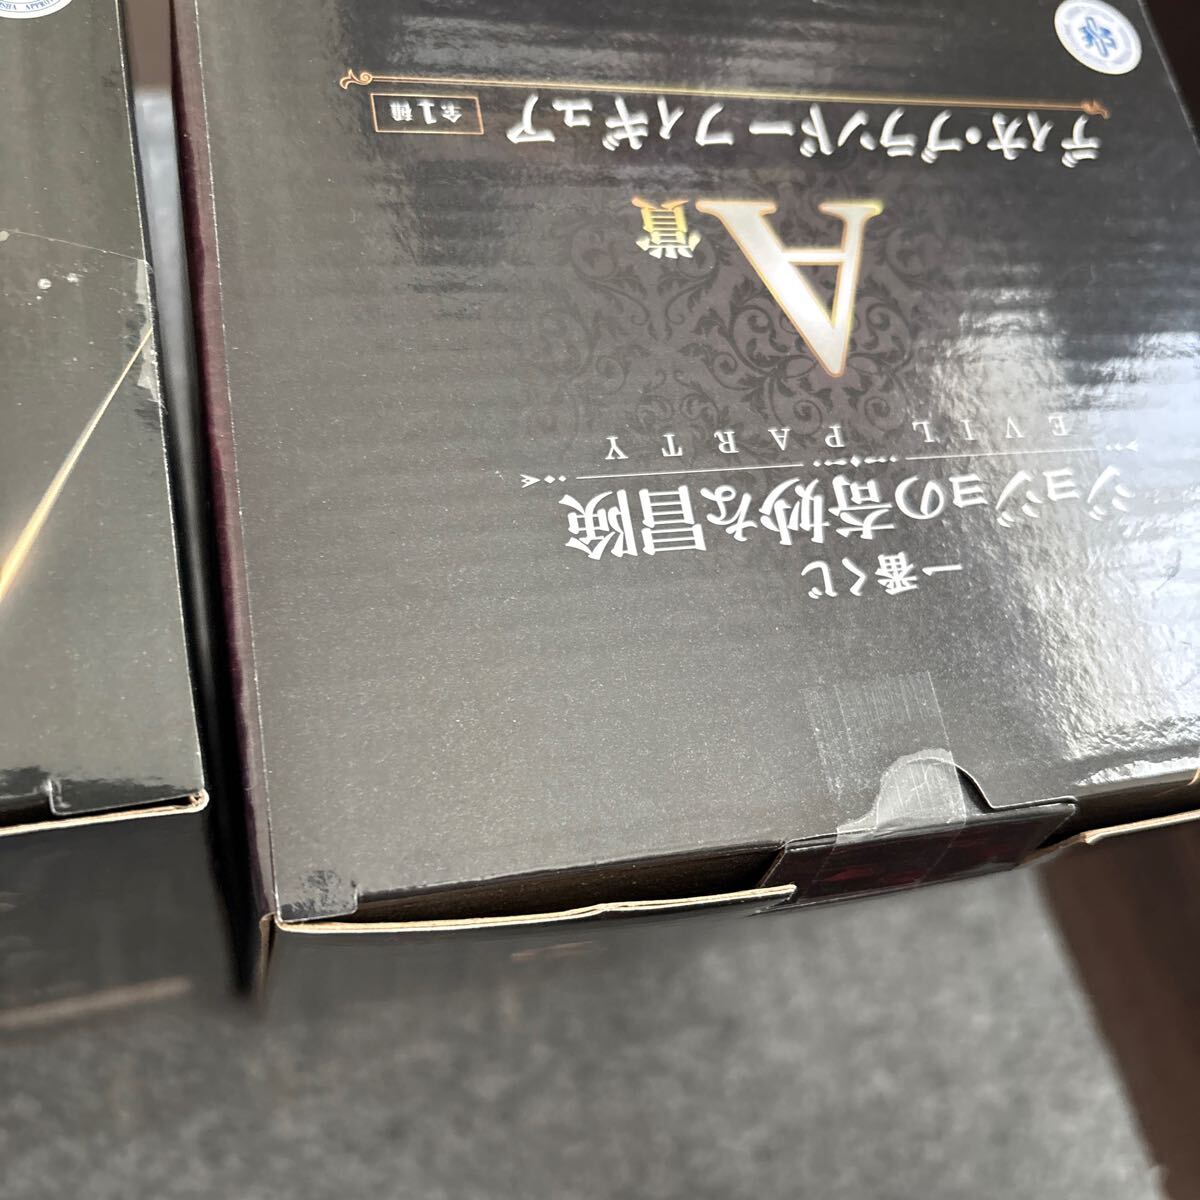 一番くじ
ジョジョの奇妙な冒険
EVIL PARTY
A賞
ディオ・ブランドー フィギュア
全1種